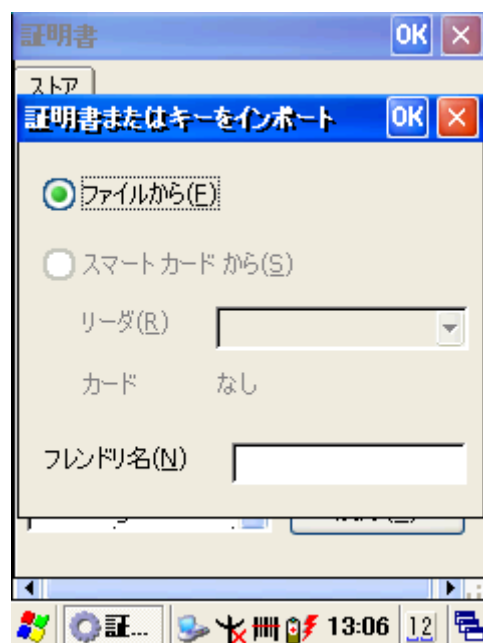 証明書 OK
ストア
証明書またはキーをインポート OK
ファイルから(F)
スマート カード から(S)
リーダ(R)
カード なし
フレンドリ名(N)
証... 13:06 12